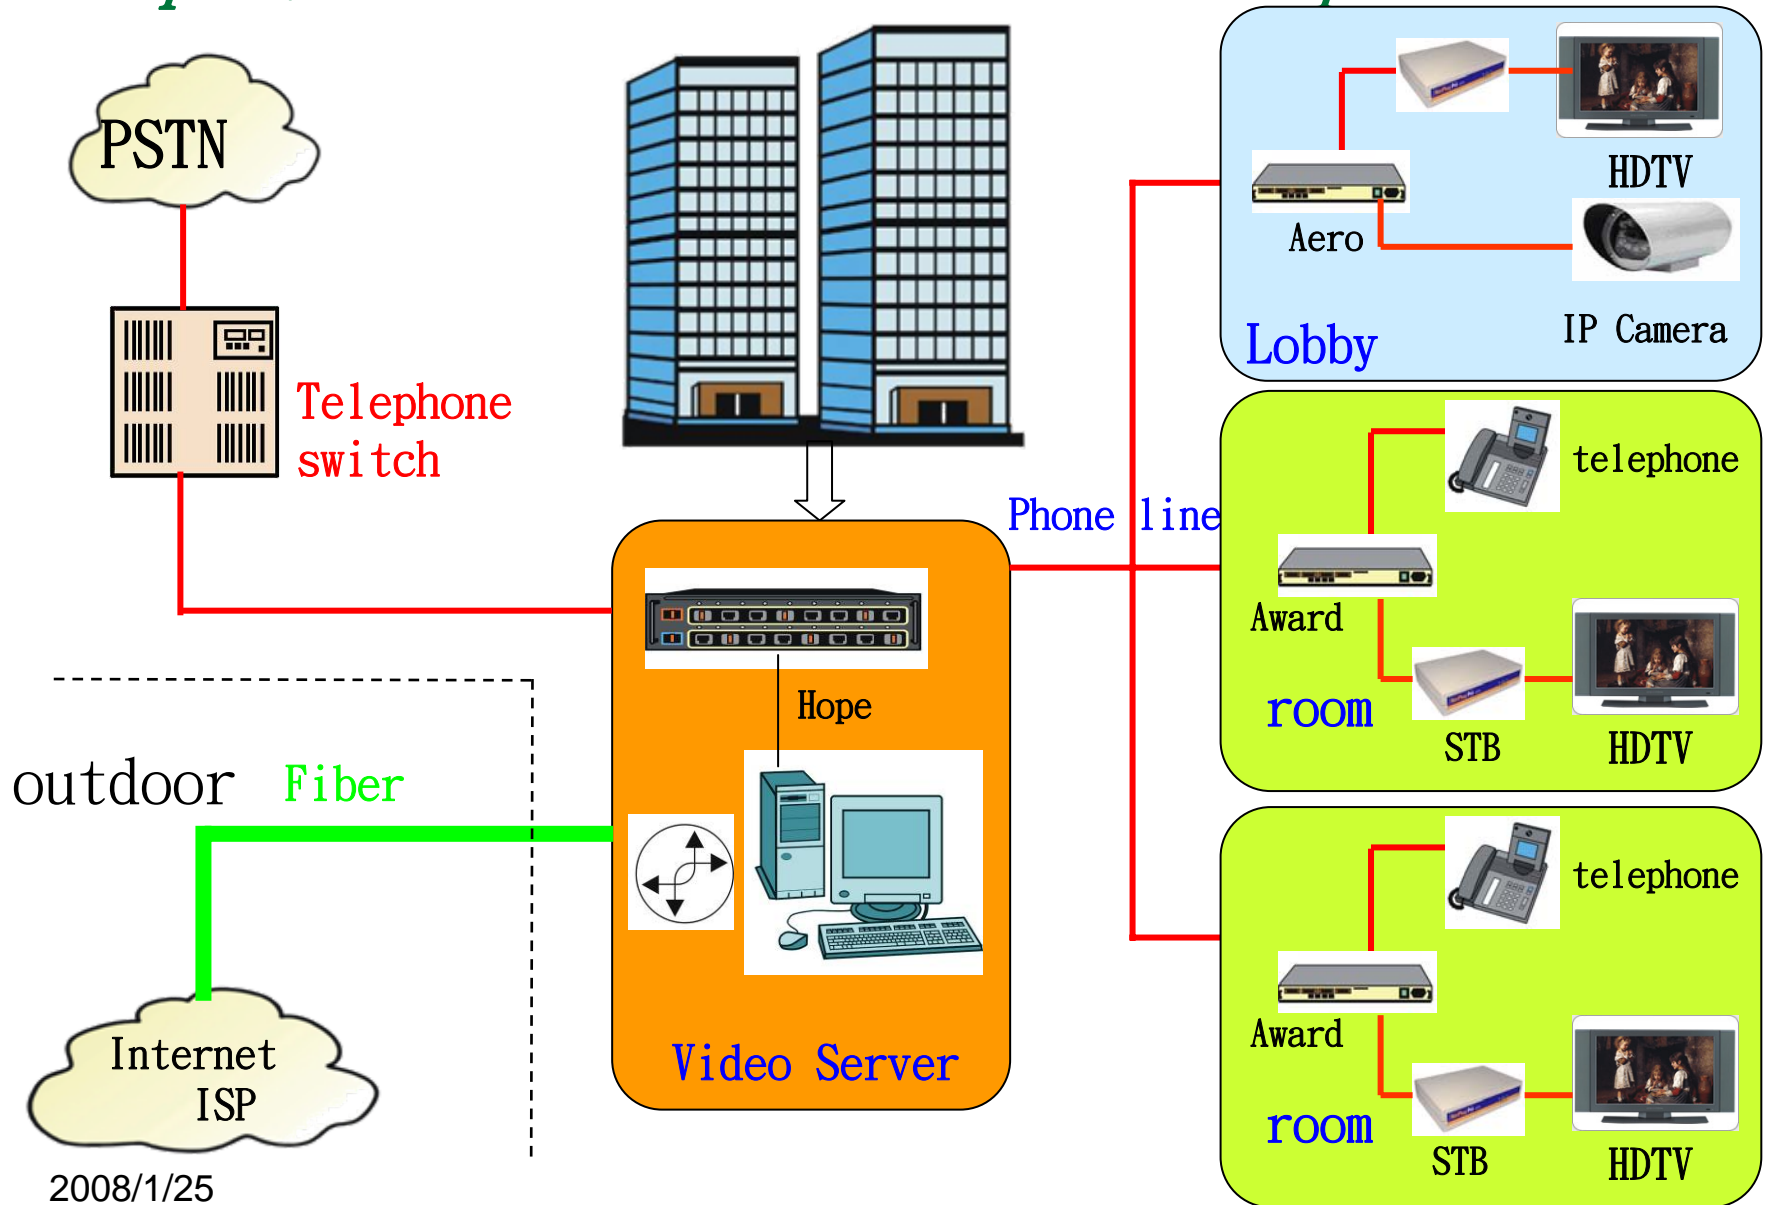 PSTN
Telephone
switch
outdoor
Fiber
Internet
ISP
2008/1/25
Hope
Video Server
Phone line
HDTV
Aero
IP Camera
Lobby
telephone
Award
room
STB
HDTV
telephone
Award
room
STB
HDTV